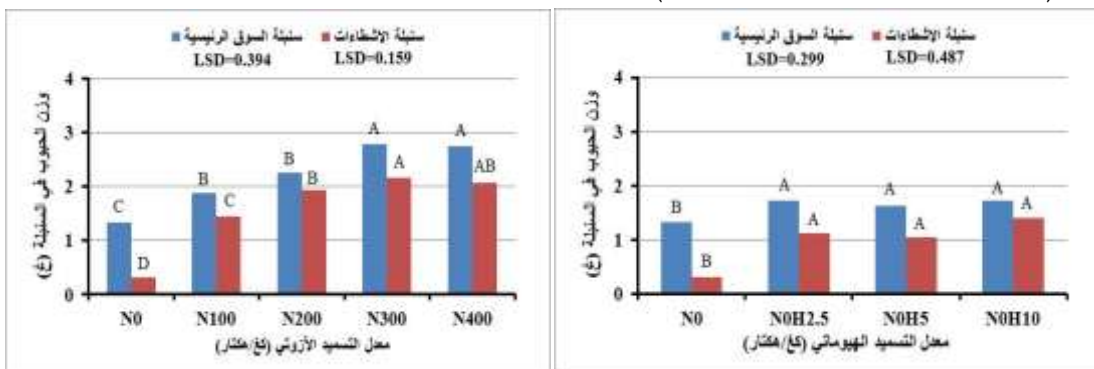 سنبلة السوق الرئيسية سنبلة الإشطاءات
LSD=0.394 LSD=0.159
وزن الحبوب في السنبلة (غ)
4
3
2
1
0
C
D
B
C
B
B
A
A
A
AB
N0 N100 N200 N300 N400
معدل التسميد الأزوتي (كغ/هكتار)
سنبلة السوق الرئيسية سنبلة الإشطاءات
LSD=0.299 LSD=0.487
وزن الحبوب في السنبلة (غ)
4
3
2
1
0
B
B
A
A
A
A
A
A
N0 N0H2.5 N0H5 N0H10
معدل التسميد الهيوماتي (كغ/هكتار)